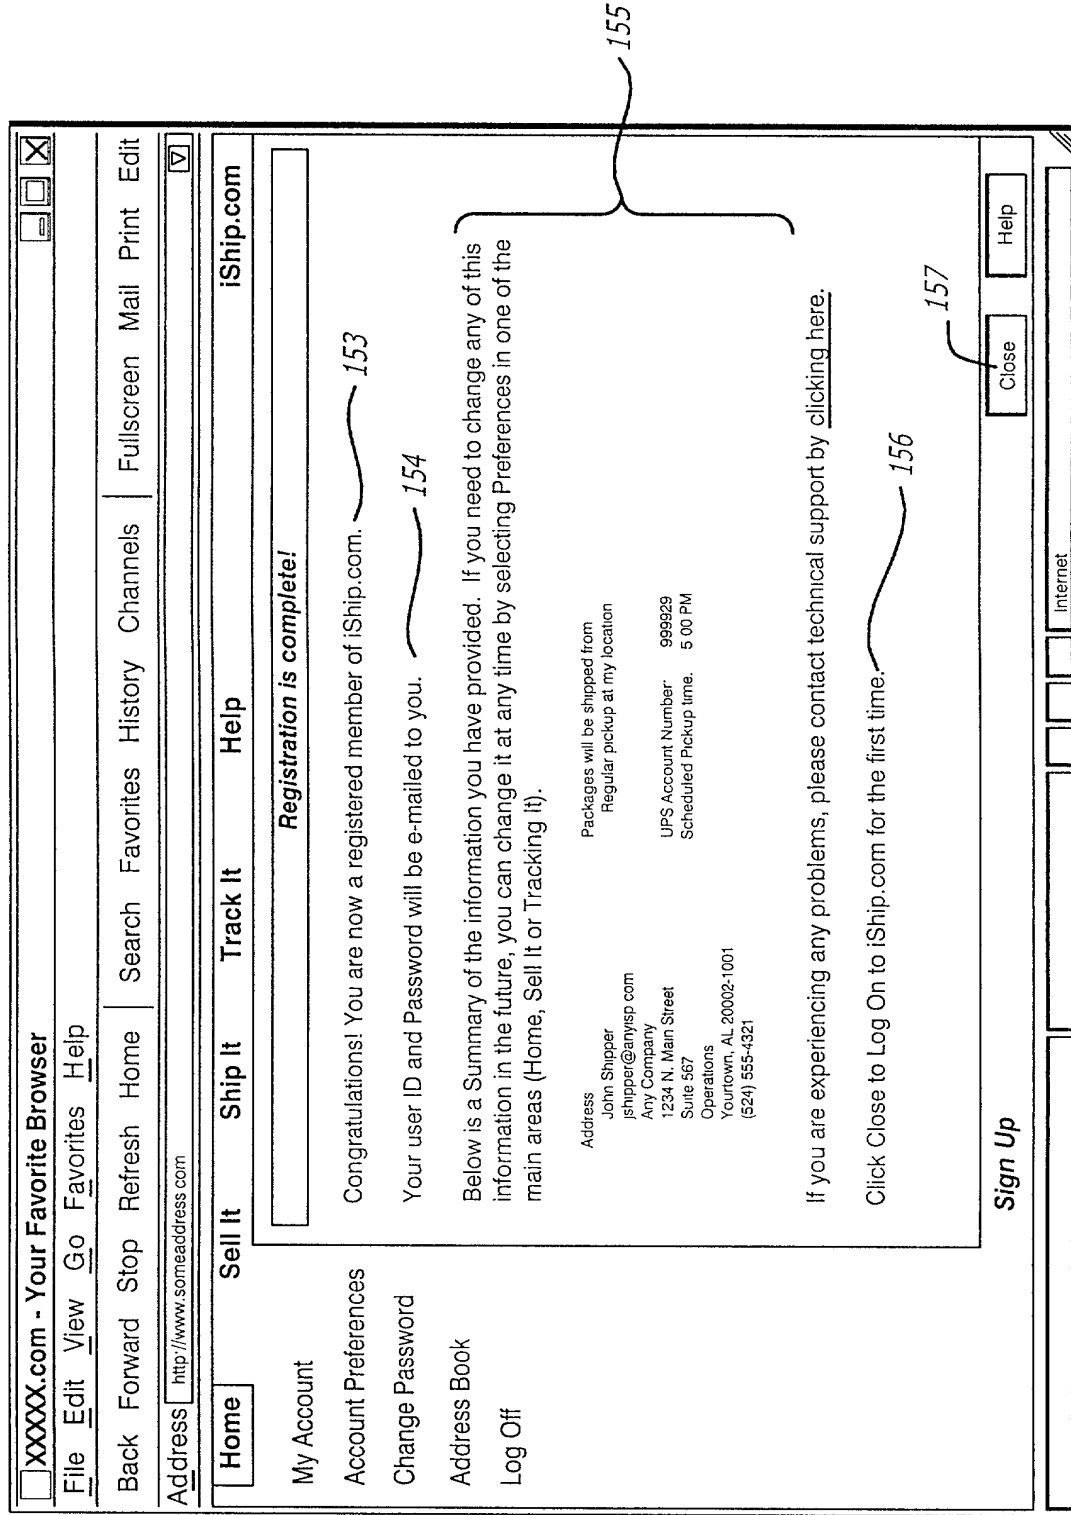 XXXXX.com - Your Favorite Browser
File Edit View Go Favorites Help
Back Forward Stop Refresh Home Search Favorites History Channels Fullscreen Mail Print Edit
Address http://www.someaddress com
Home Sell It Ship It Track It Help iShip.com
My Account
Account Preferences
Change Password
Address Book
Log Off
Registration is complete!
Congratulations! You are now a registered member of iShip.com. 153
Your user ID and Password will be e-mailed to you. 154
Below is a Summary of the information you have provided. If you need to change any of this
information in the future, you can change it at any time by selecting Preferences in one of the
main areas (Home, Sell It or Tracking It).
155
Address
John Shipper
jshipper@anyisp com
Any Company
1234 N. Main Street
Suite 567
Operations
Yourtown, AL 20002-1001
(524) 555-4321
Packages will be shipped from
Regular pickup at my location
UPS Account Number: 999929
Scheduled Pickup time. 5 00 PM
If you are experiencing any problems, please contact technical support by clicking here.
Click Close to Log On to iShip.com for the first time. 156
157
Sign Up
Close Help
Internet